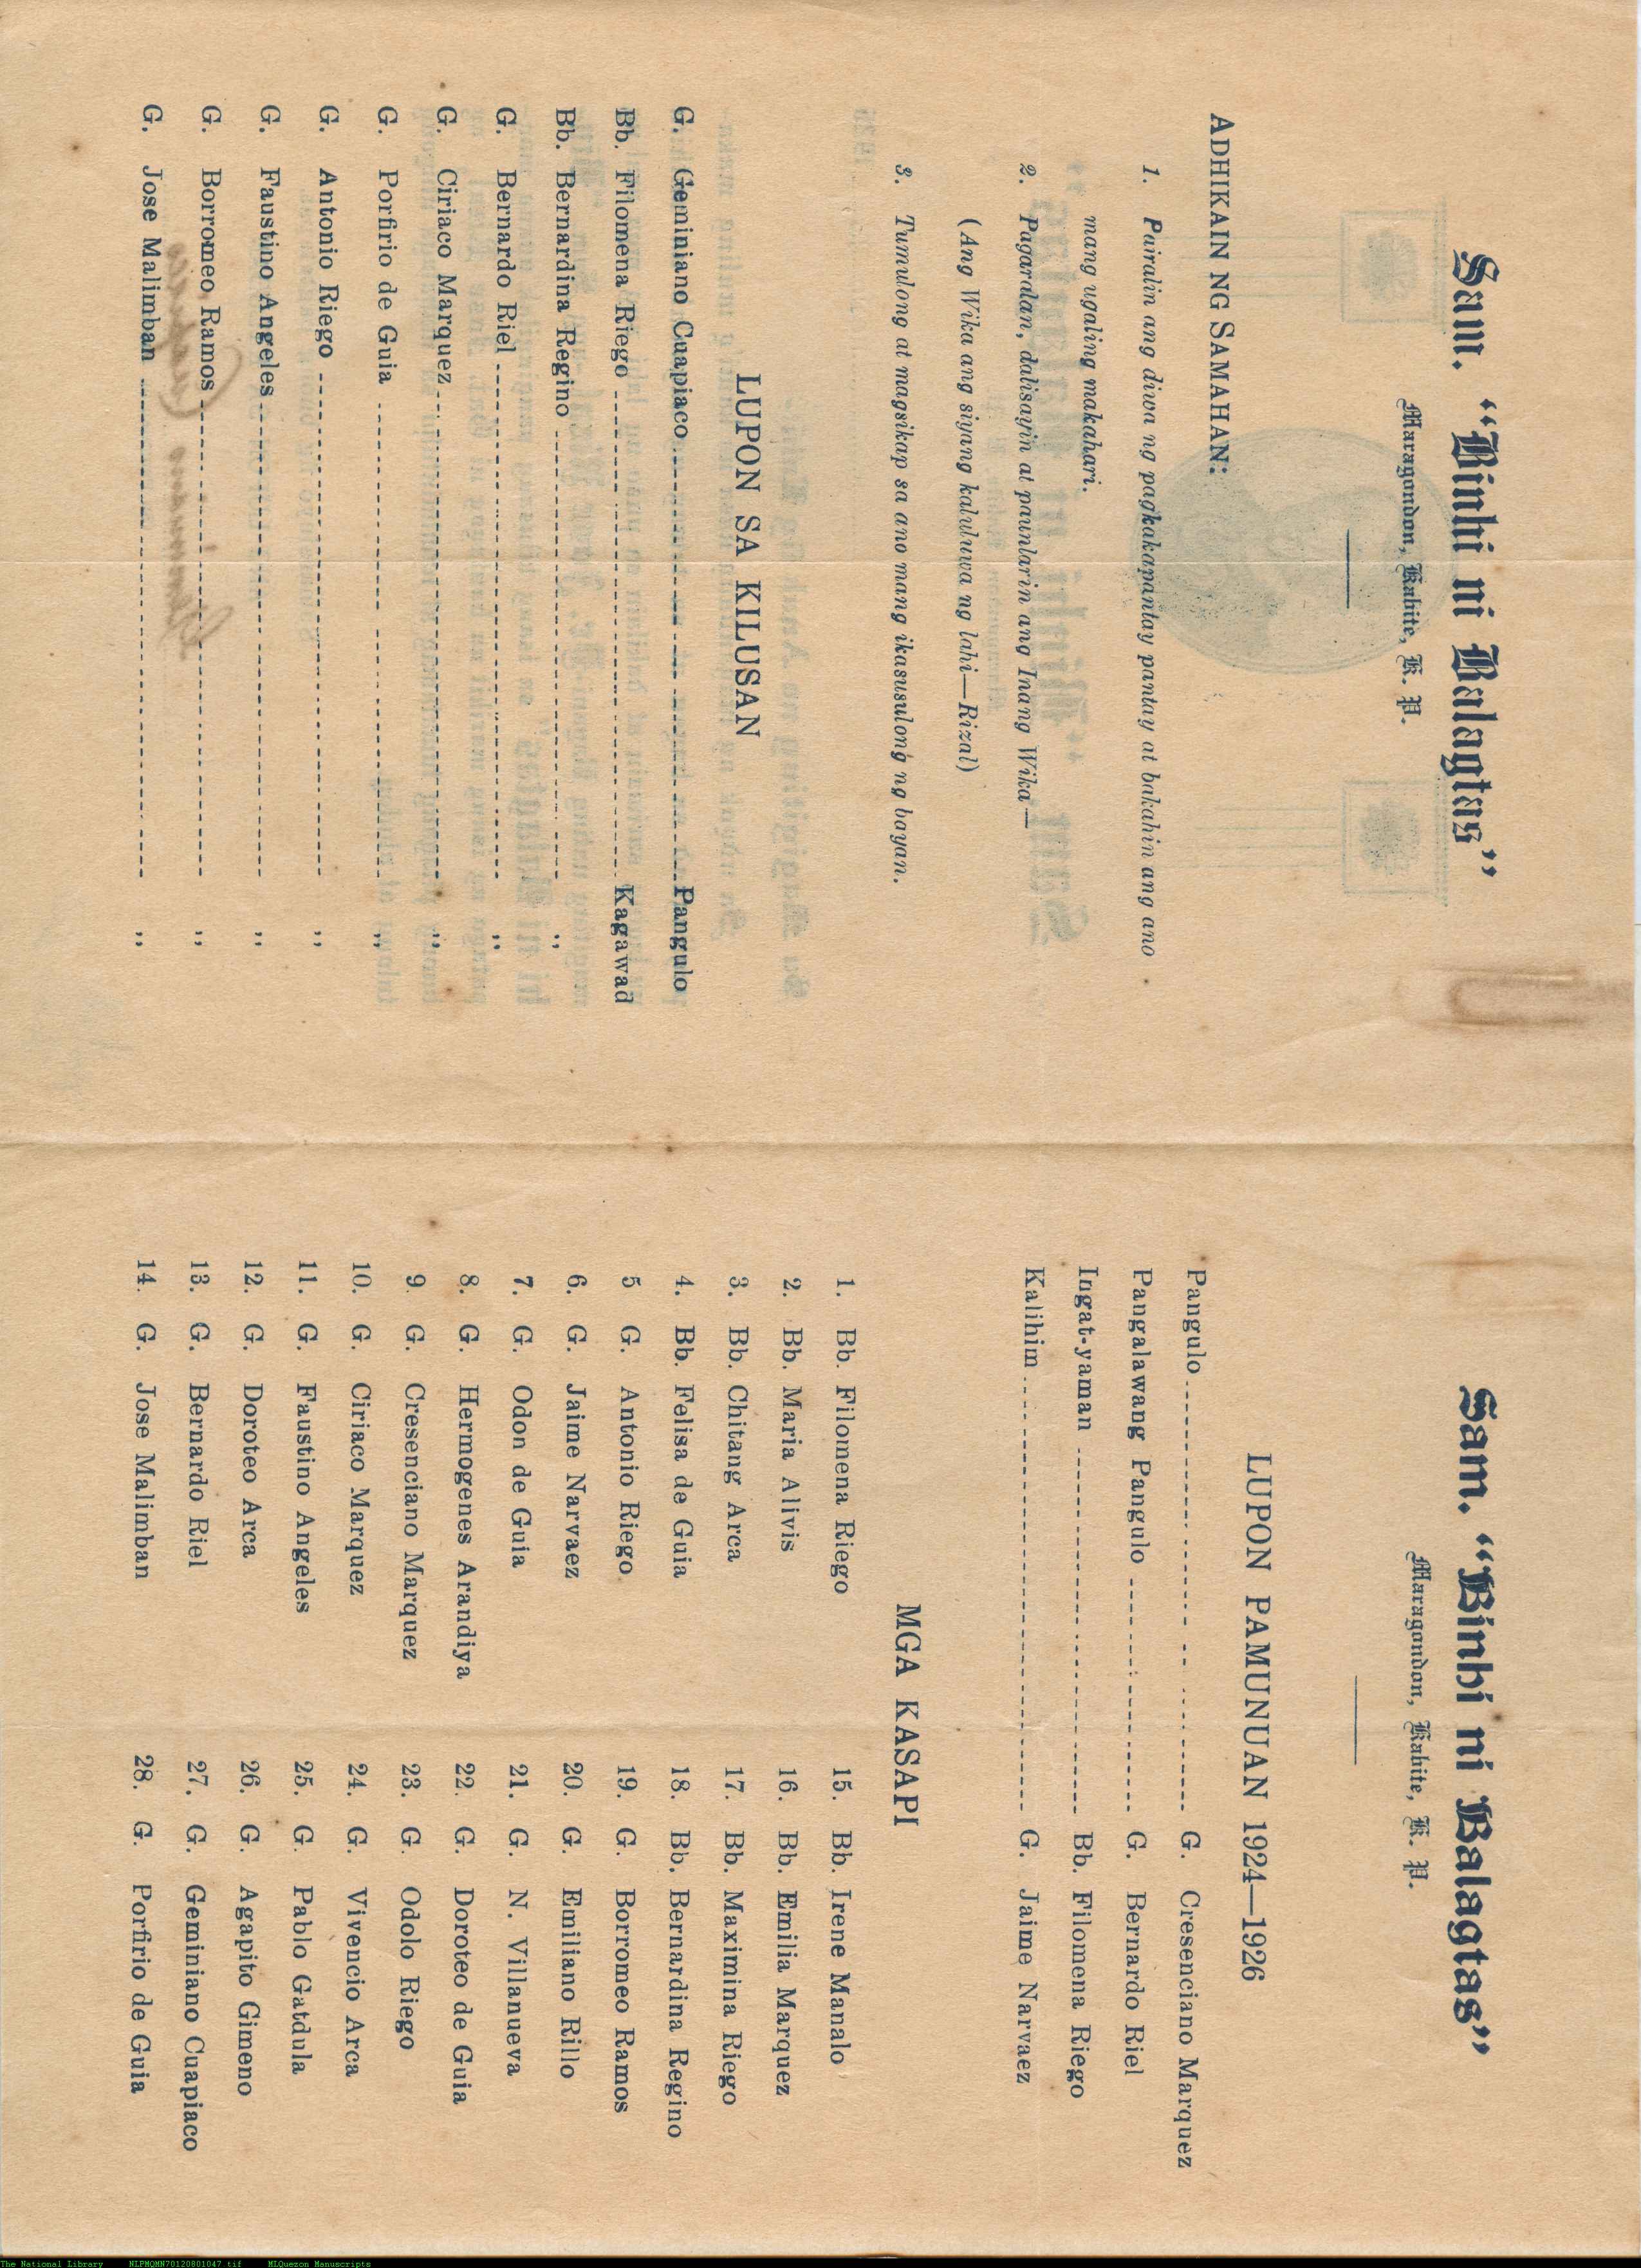 Sam. “Binhi ni Balagtas”
Maragondon, Kabite, K. P.
ADHIKAIN NG SAMAHAN:
1. Pairalin ang diwa ng pagkakapantay pantay at bakahin ang ano
mang ugaling makahari.
2. Pagaralan, dalisayin at paunlarin ang Inang Wika—
(Ang Wika ang siyang kaluluwa ng lahi—Rizal)
3. Tumulong at magsikap sa ano mang ikasusulong ng bayan.
LUPON SA KILUSAN
G. Geminiano Cuapiaco Pangulo
Bb. Filomena Riego Kagawad
Bb. Bernardina Regino ,,
G. Bernardo Riel ,,
G. Ciriaco Marquez ,,
G. Porfirio de Guia ,,
G. Antonio Riego ,,
G. Faustino Angeles ,,
G. Borromeo Ramos ,,
G. Jose Malimban ,,
Sam. “Binhi ni Balagtas”
Maragondon, Kabite, K. P.
LUPON PAMUNUAN 1924—1926
Pangulo G. Cresenciano Marquez
Pangalawang Pangulo G. Bernardo Riel
Ingat-yaman Bb. Filomena Riego
Kalihim G. Jaime Narvaez
MGA KASAPI
1. Bb. Filomena Riego
2. Bb. Maria Alivis
3. Bb. Chitang Arca
4. Bb. Felisa de Guia
5 G. Antonio Riego
6. G. Jaime Narvaez
7. G. Odon de Guia
8. G. Hermogenes Arandiya
9. G. Cresenciano Marquez
10. G. Ciriaco Marquez
11. G. Faustino Angeles
12. G. Doroteo Arca
13. G. Bernardo Riel
14. G. Jose Malimban
15. Bb. Irene Manalo
16. Bb. Emilia Marquez
17. Bb. Maximina Riego
18. Bb. Bernardina Regino
19. G. Borromeo Ramos
20. G. Emiliano Rillo
21. G. N. Villanueva
22. G. Doroteo de Guia
23. G. Odolo Riego
24. G. Vivencio Arca
25. G. Pablo Gatdula
26. G. Agapito Gimeno
27. G. Geminiano Cuapiaco
28. G. Porfirio de Guia
The National Library NLPMQMN70120801047.tif MLQuezon Manuscripts